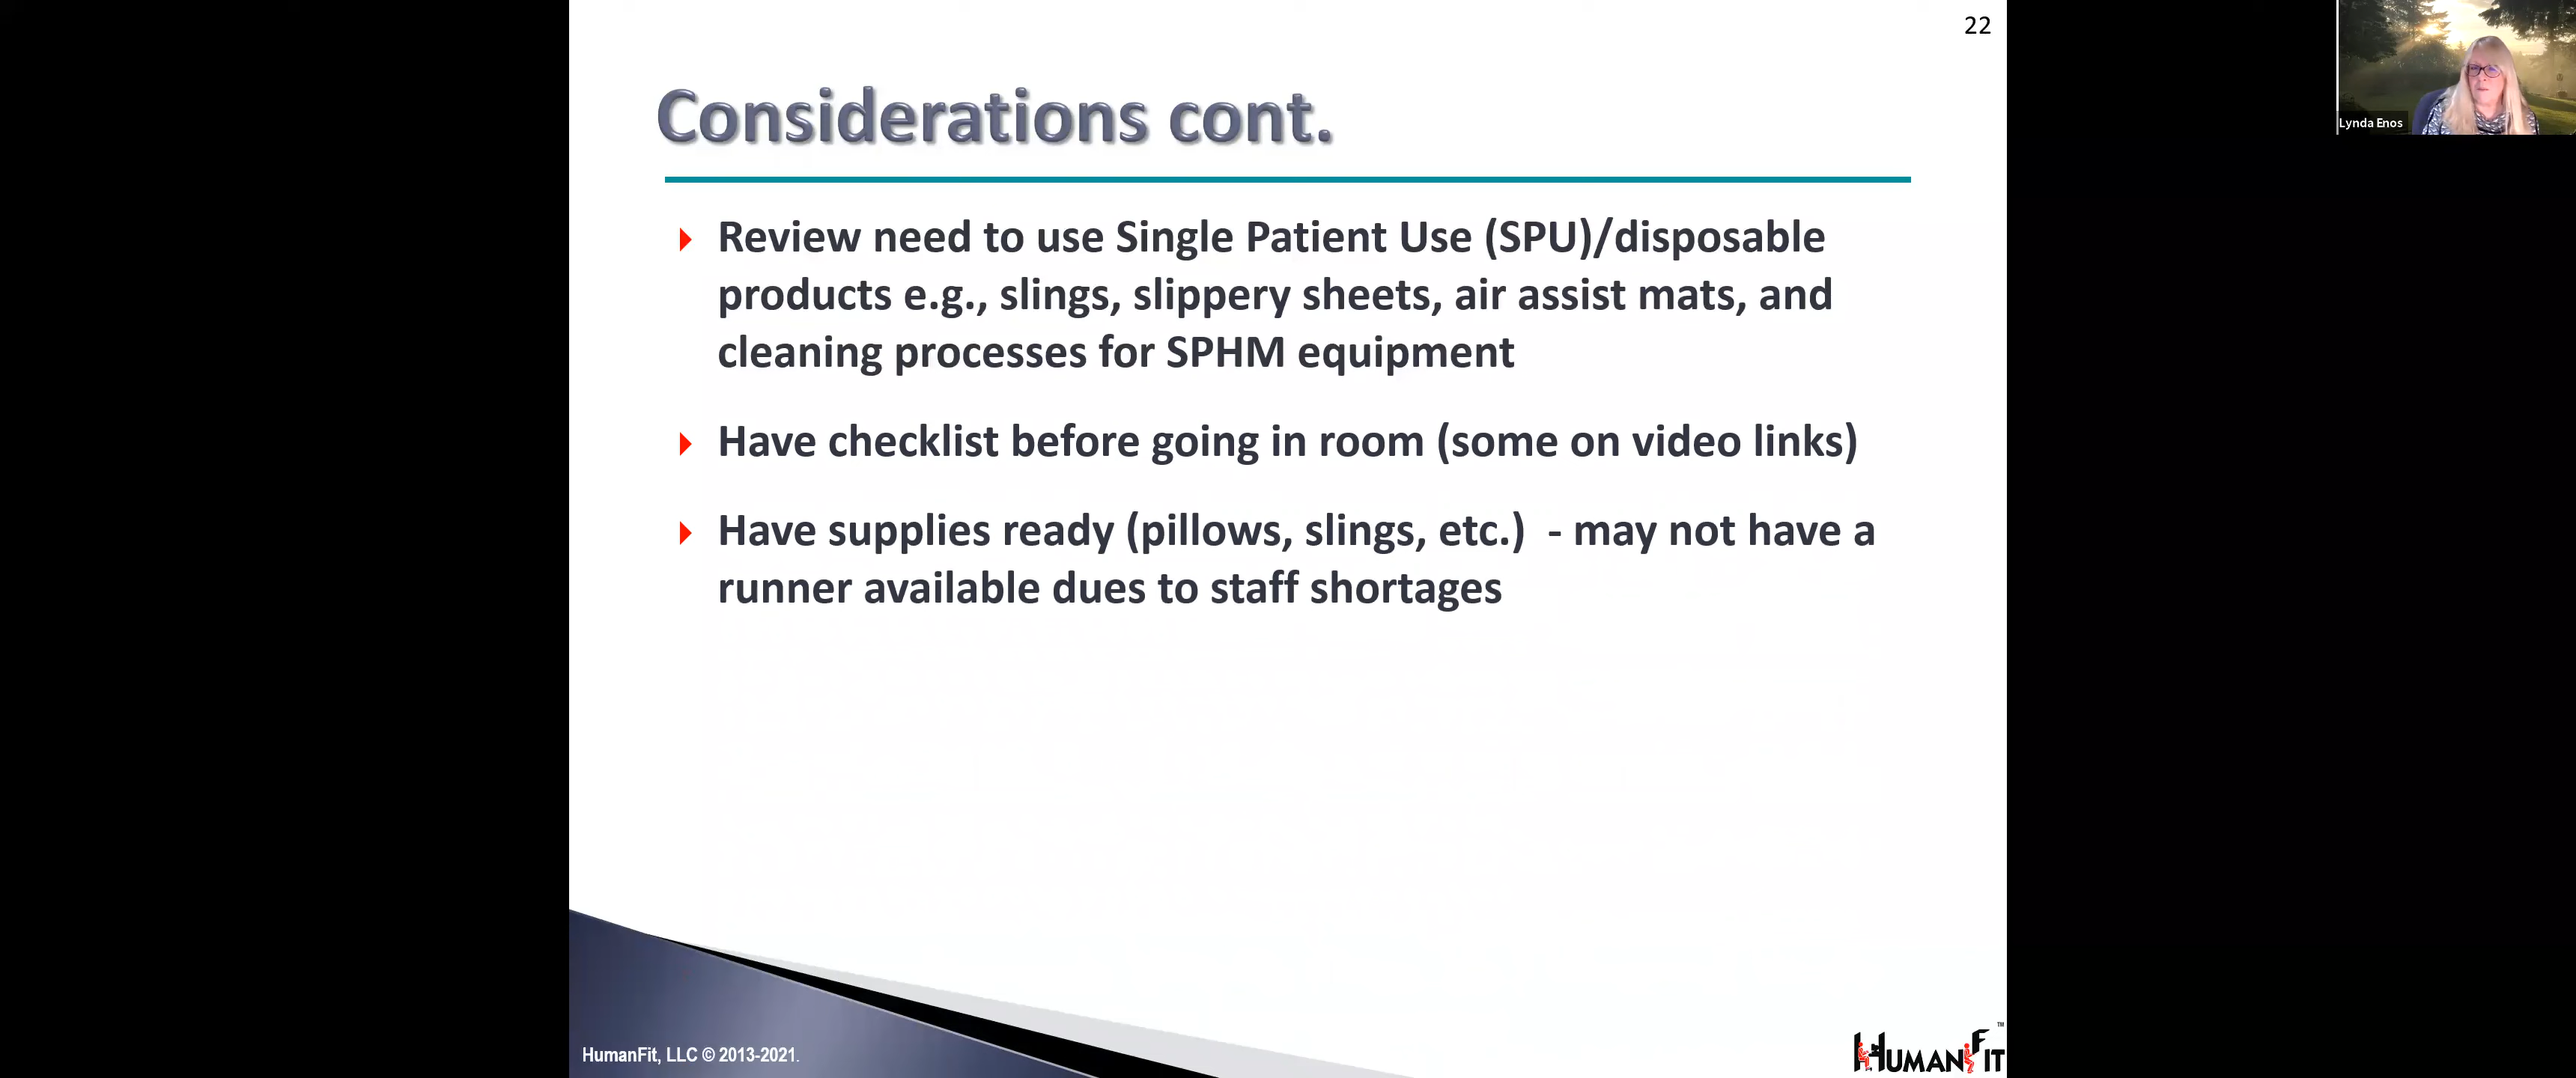 22
Lynda Enos
Considerations cont.
Review need to use Single Patient Use (SPU)/disposable
products e.g., slings, slippery sheets, air assist mats, and
cleaning processes for SPHM equipment
Have checklist before going in room (some on video links)
Have supplies ready (pillows, slings, etc.)  - may not have a
runner available dues to staff shortages
HumanFit, LLC © 2013-2021.
HUMANFIT™